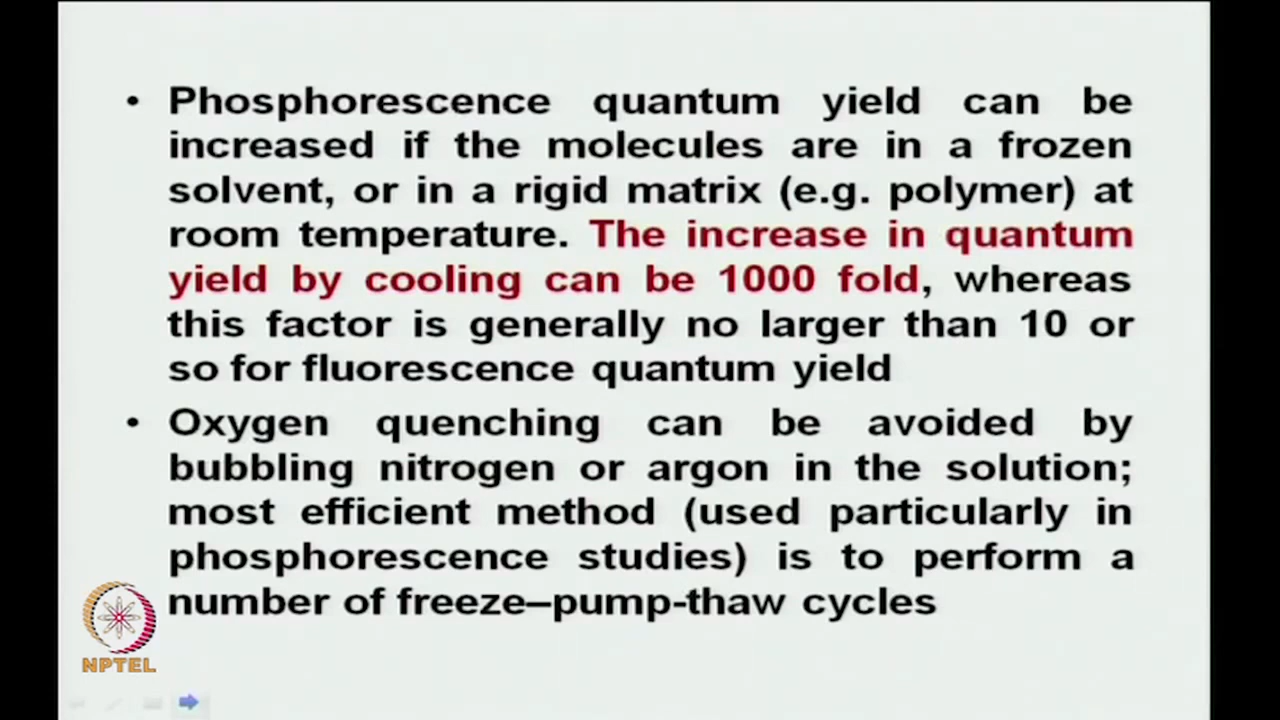 • Phosphorescence quantum yield can be
increased if the molecules are in a frozen
solvent, or in a rigid matrix (e.g. polymer) at
room temperature. The increase in quantum
yield by cooling can be 1000 fold, whereas
this factor is generally no larger than 10 or
so for fluorescence quantum yield
• Oxygen quenching can be avoided by
bubbling nitrogen or argon in the solution;
most efficient method (used particularly in
phosphorescence studies) is to perform a
number of freeze–pump-thaw cycles
NPTEL